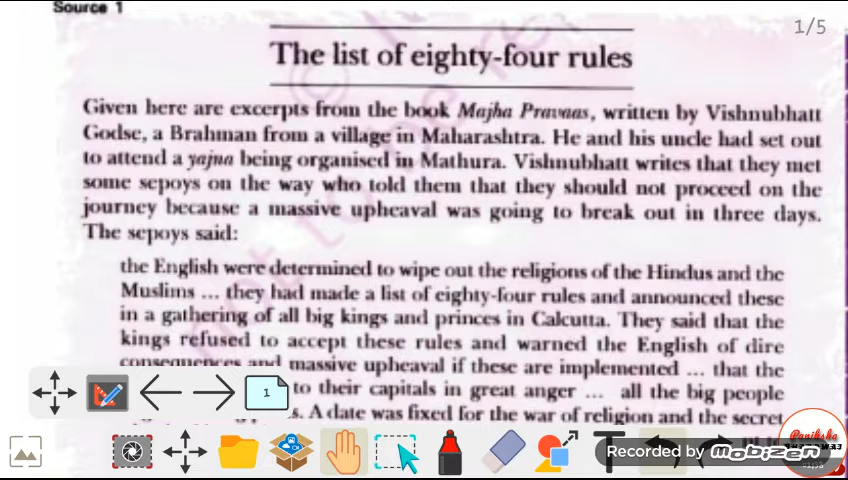 Source 1
1/5
The list of eighty-four rules
Given here are excerpts from the book Majha Pravaas, written by Vishnubhatt
Godse, a Brahman from a village in Maharashtra. He and his uncle had set out
to attend a yajna being organised in Mathura. Vishnubhatt writes that they met
some sepoys on the way who told them that they should not proceed on the
journey because a massive upheaval was going to break out in three days.
The sepoys said:
the English were determined to wipe out the religions of the Hindus and the
Muslims ... they had made a list of eighty-four rules and announced these
in a gathering of all big kings and princes in Calcutta. They said that the
kings refused to accept these rules and warned the English of dire
consequences and massive upheaval if these are implemented ... that the
to their capitals in great anger ... all the big people
s. A date was fixed for the war of religion and the secret
1
T
Recorded by mobizen
Paniksha